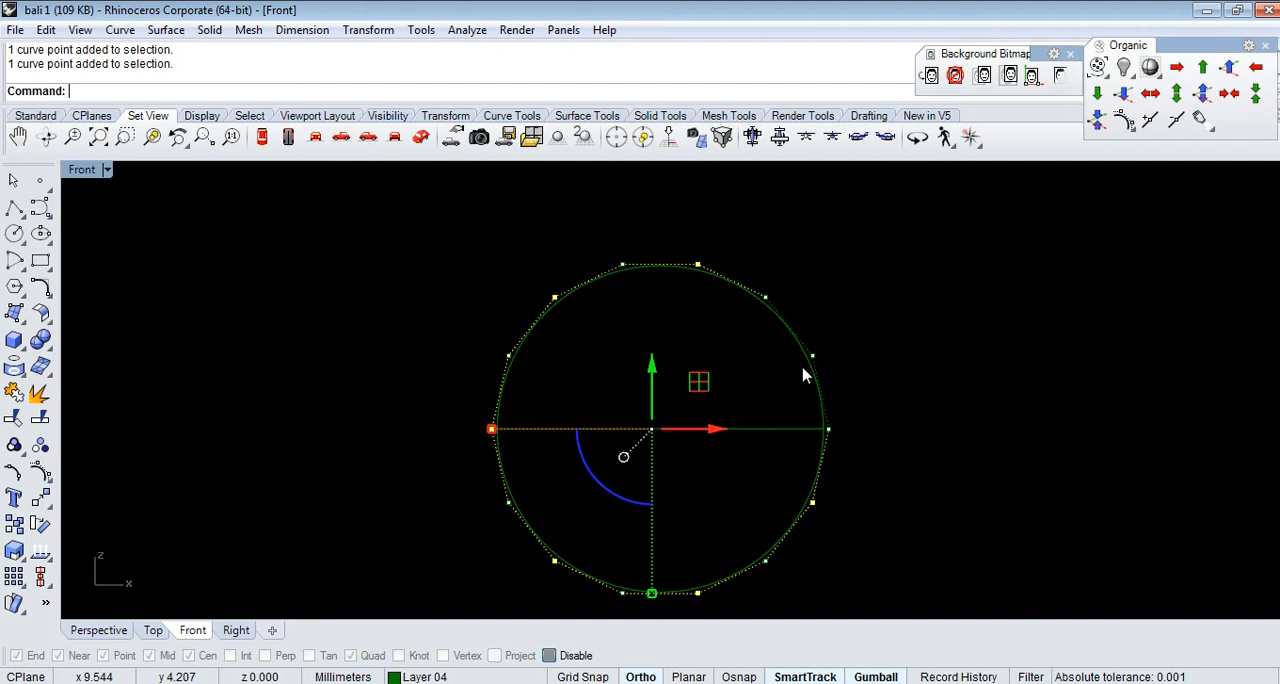 bali 1 (109 KB) - Rhinoceros Corporate (64-bit) - [Front]
File Edit View Curve Surface Solid Mesh Dimension Transform Tools Analyze Render Panels Help
1 curve point added to selection.
1 curve point added to selection.
Command:
Background Bitmap
Organic
Standard CPlanes Set View Display Select Viewport Layout Visibility Transform Curve Tools Surface Tools Solid Tools Mesh Tools Render Tools Drafting New in V5
Front
z
x
Perspective Top Front Right
End Near Point Mid Cen Int Perp Tan Quad Knot Vertex Project Disable
CPlane x 9.544 y 4.207 z 0.000 Millimeters Layer 04 Grid Snap Ortho Planar Osnap SmartTrack Gumball Record History Filter Absolute tolerance: 0.001